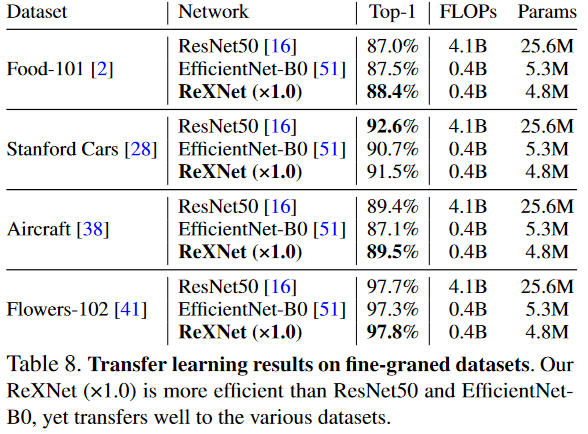 Dataset Network Top-1 FLOPs Params
ResNet50 [16] 87.0% 4.1B 25.6M
Food-101 [2] EfficientNet-B0 [51] 87.5% 0.4B 5.3M
ReXNet (×1.0) 88.4% 0.4B 4.8M
ResNet50 [16] 92.6% 4.1B 25.6M
Stanford Cars [28] EfficientNet-B0 [51] 90.7% 0.4B 5.3M
ReXNet (×1.0) 91.5% 0.4B 4.8M
ResNet50 [16] 89.4% 4.1B 25.6M
Aircraft [38] EfficientNet-B0 [51] 87.1% 0.4B 5.3M
ReXNet (×1.0) 89.5% 0.4B 4.8M
ResNet50 [16] 97.7% 4.1B 25.6M
Flowers-102 [41] EfficientNet-B0 [51] 97.3% 0.4B 5.3M
ReXNet (×1.0) 97.8% 0.4B 4.8M
Table 8. Transfer learning results on fine-graned datasets. Our
ReXNet (×1.0) is more efficient than ResNet50 and EfficientNet-
B0, yet transfers well to the various datasets.